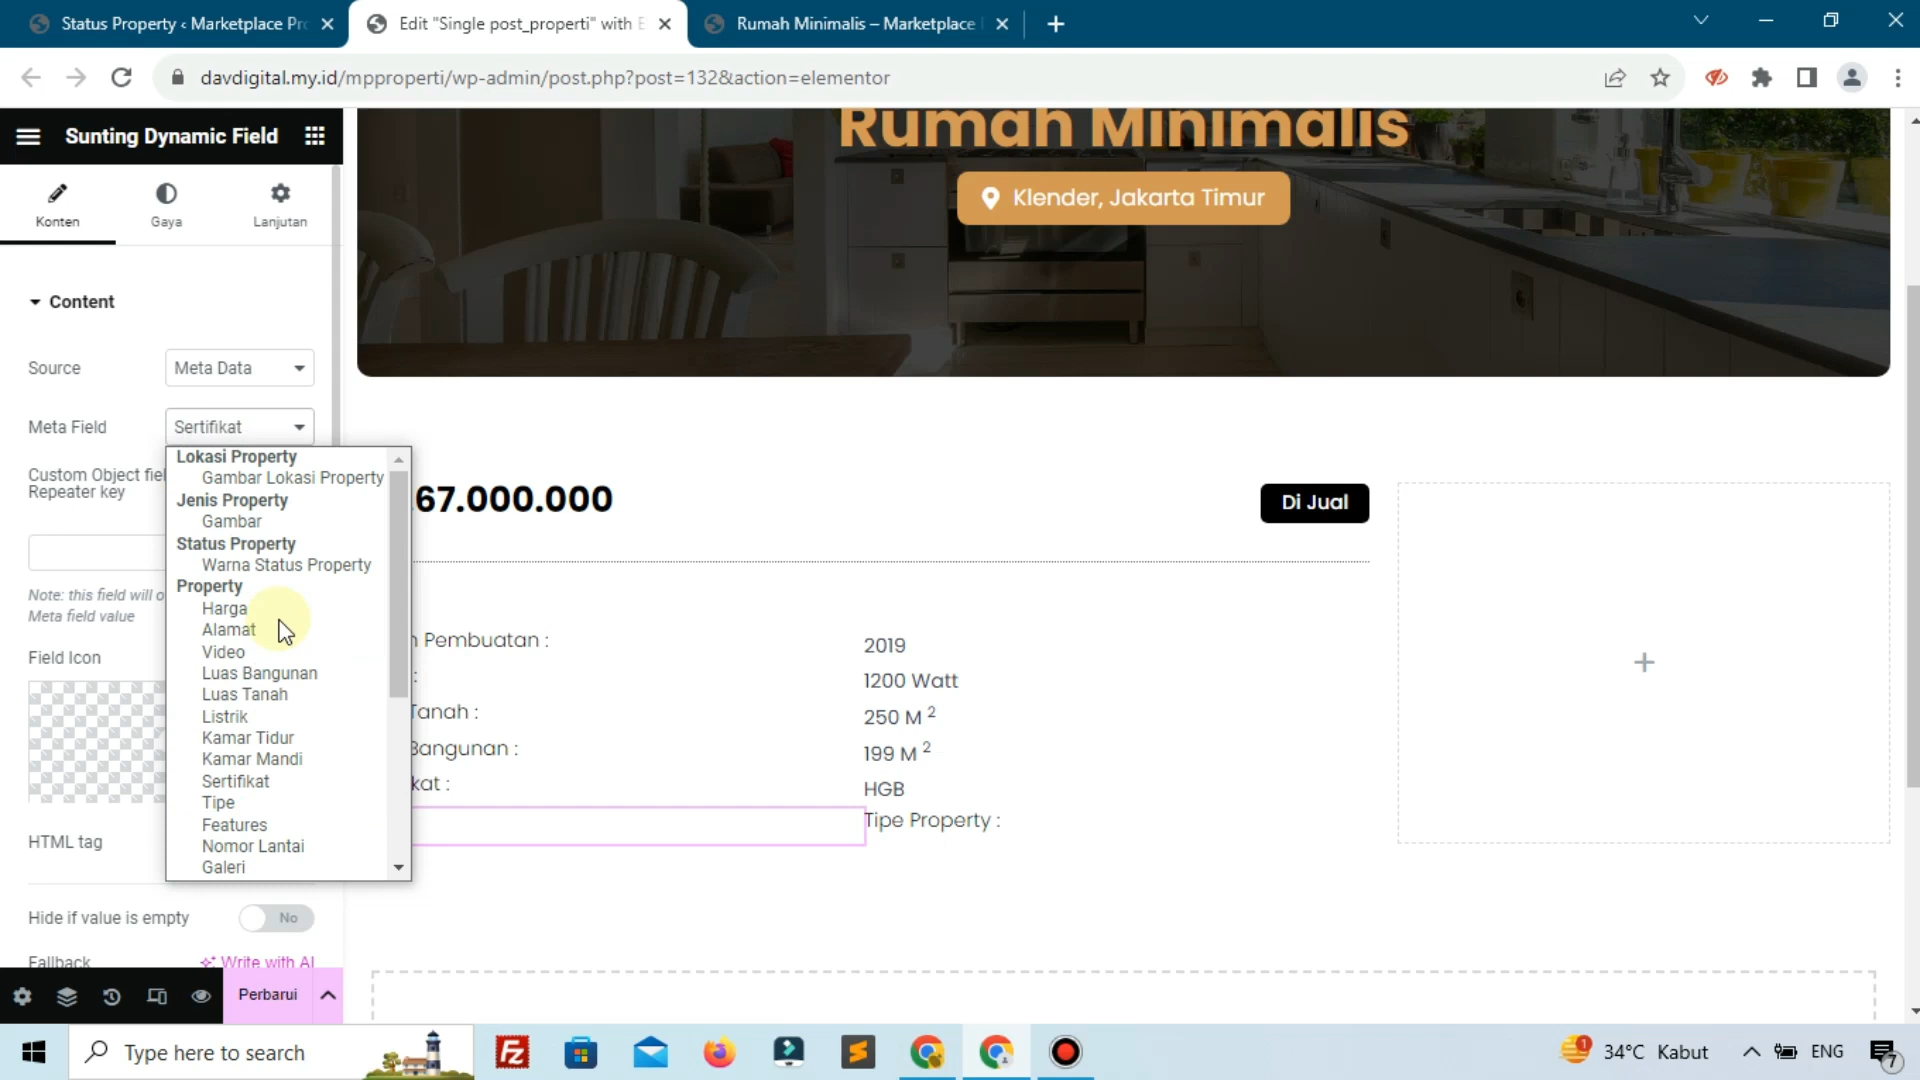 Status Property ‹ Marketplace Pr
Edit "Single post_properti" with E
Rumah Minimalis – Marketplace
davdigital.my.id/mpproperti/wp-admin/post.php?post=132&action=elementor
Sunting Dynamic Field
Konten
Gaya
Lanjutan
Content
Source
Meta Data
Meta Field
Sertifikat
Custom Object fiel
Repeater key
Note: this field will o
Meta field value
Field Icon
HTML tag
Hide if value is empty
No
Fallback
Write with AI
Perbarui
Lokasi Property
Gambar Lokasi Property
Jenis Property
Gambar
Status Property
Warna Status Property
Property
Harga
Alamat
Video
Luas Bangunan
Luas Tanah
Listrik
Kamar Tidur
Kamar Mandi
Sertifikat
Tipe
Features
Nomor Lantai
Galeri
Rumah Minimalis
Klender, Jakarta Timur
67.000.000
Di Jual
Pembuatan :
2019
:
1200 Watt
Tanah :
250 M 2
Bangunan :
199 M 2
kat :
HGB
Tipe Property :
Type here to search
1
34°C Kabut
ENG
7